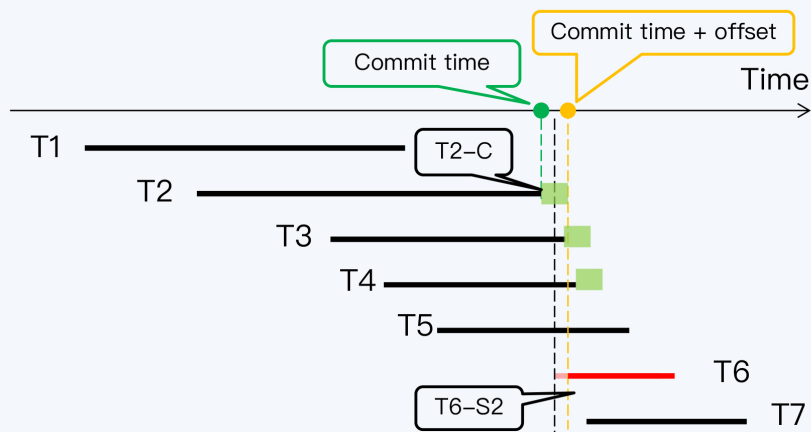 Commit time + offset
Commit time
Time
T1
T2-C
T2
T3
T4
T5
T6
T6-S2
T7